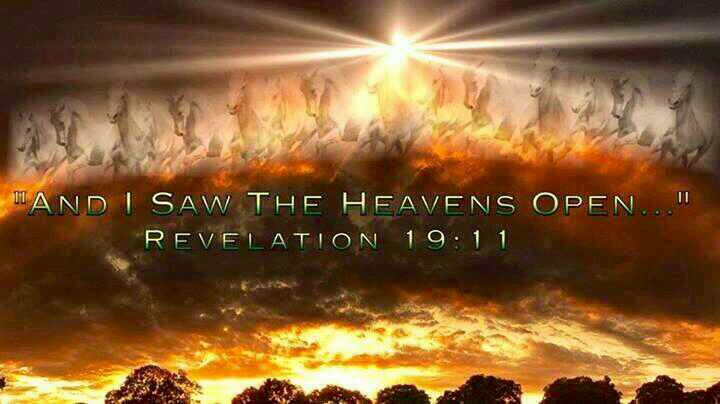 "And I Saw The Heavens Open..."
Revelation 19:11